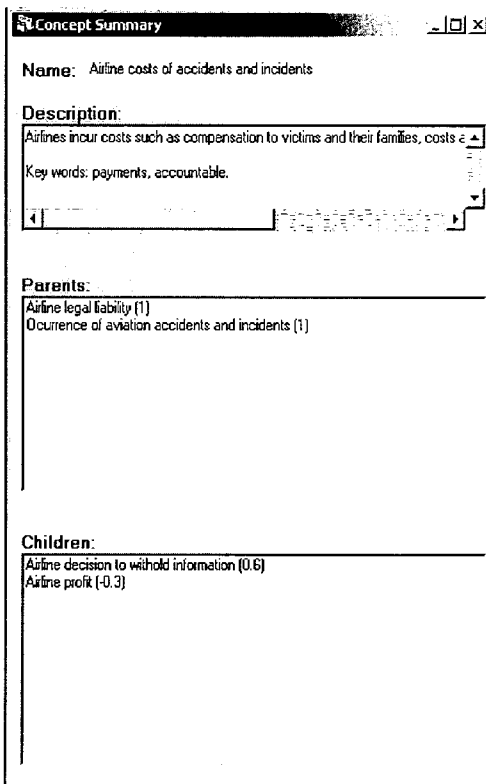 Concept Summary
Name: Airline costs of accidents and incidents
Description:
Airlines incur costs such as compensation to victims and their families, costs a
Key words: payments, accountable.
Parents:
Airline legal liability (1)
Ocurrence of aviation accidents and incidents (1)
Children:
Airline decision to withold information (0.6)
Airline profit (-0.3)